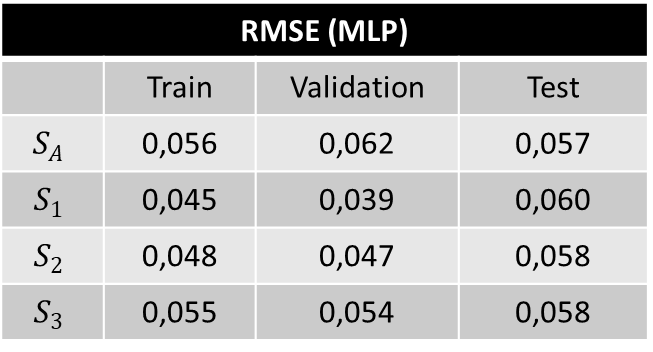 RMSE (MLP)
Train Validation Test
S_A 0,056 0,062 0,057
S_1 0,045 0,039 0,060
S_2 0,048 0,047 0,058
S_3 0,055 0,054 0,058